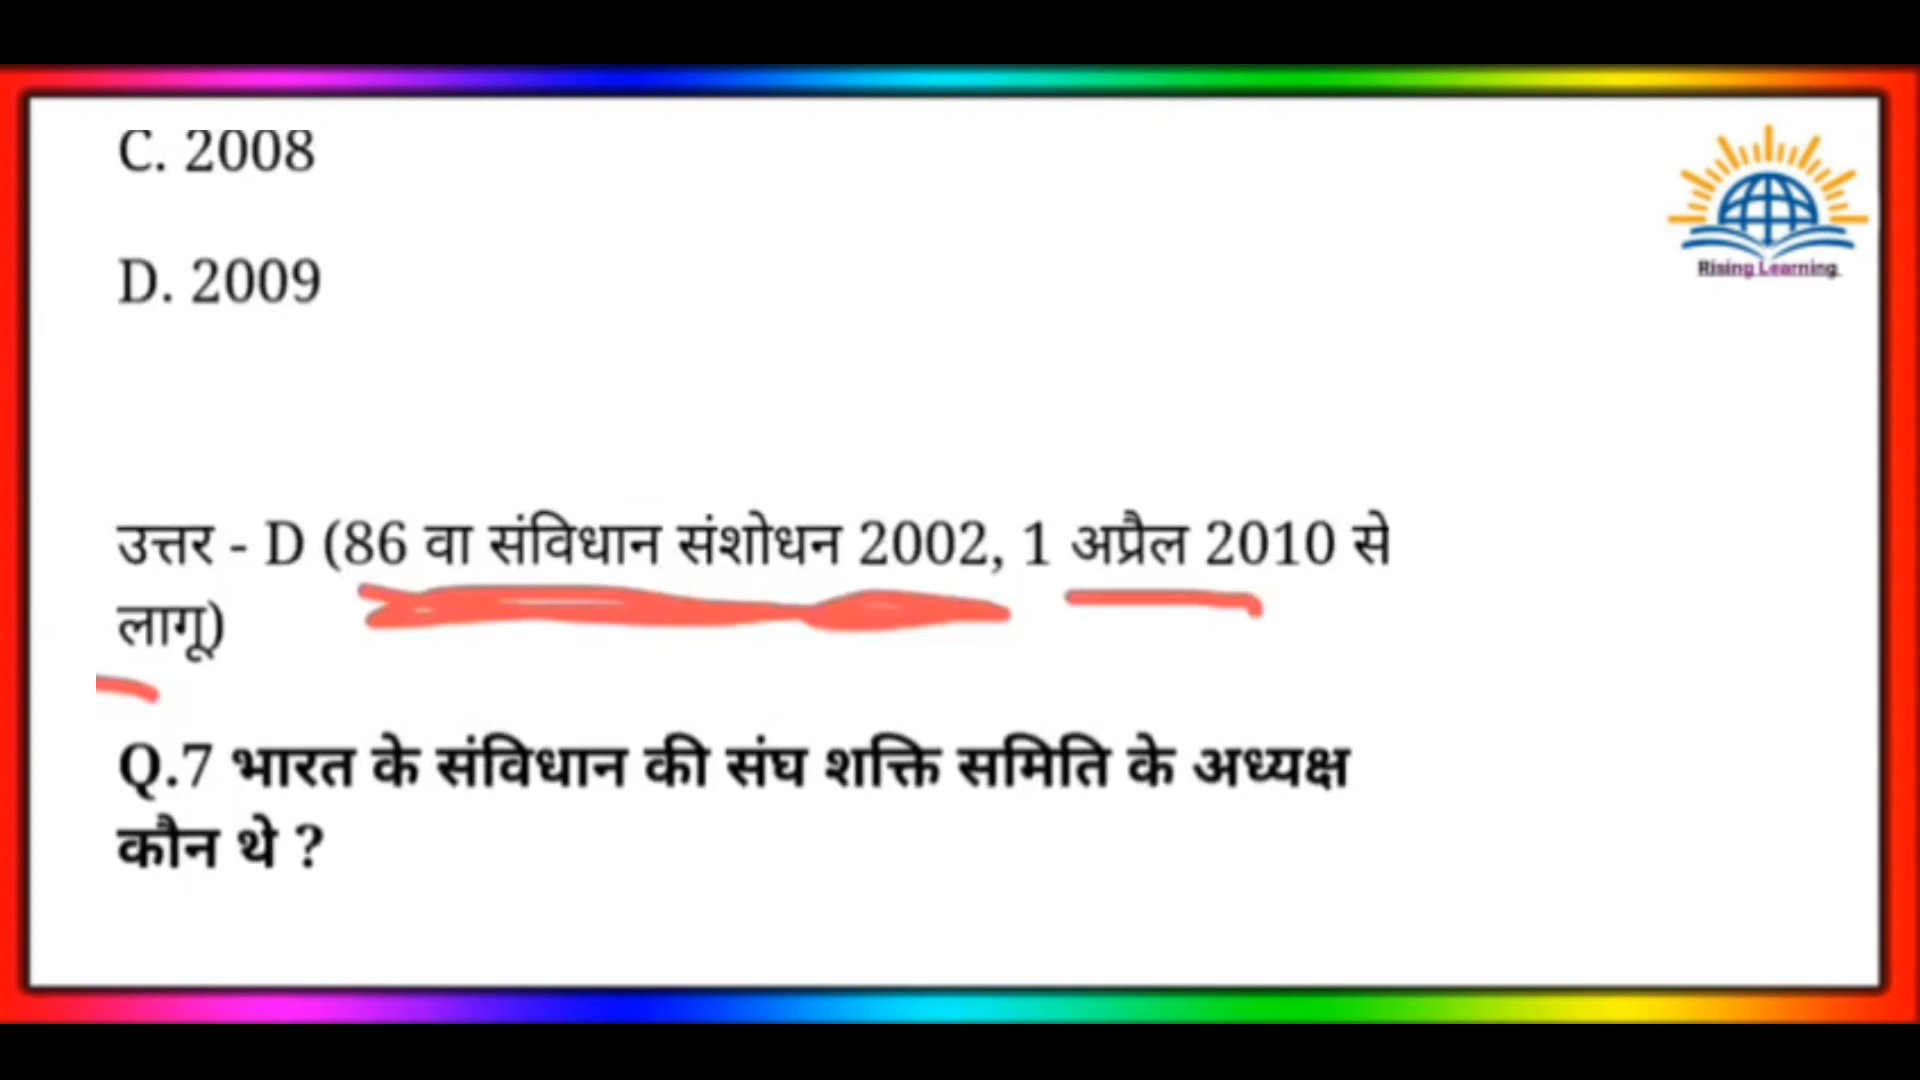 C. 2008
Rising Learning.
D. 2009
उत्तर - D (86 वा संविधान संशोधन 2002, 1 अप्रैल 2010 से
लागू)
Q.7 भारत के संविधान की संघ शक्ति समिति के अध्यक्ष
कौन थे ?